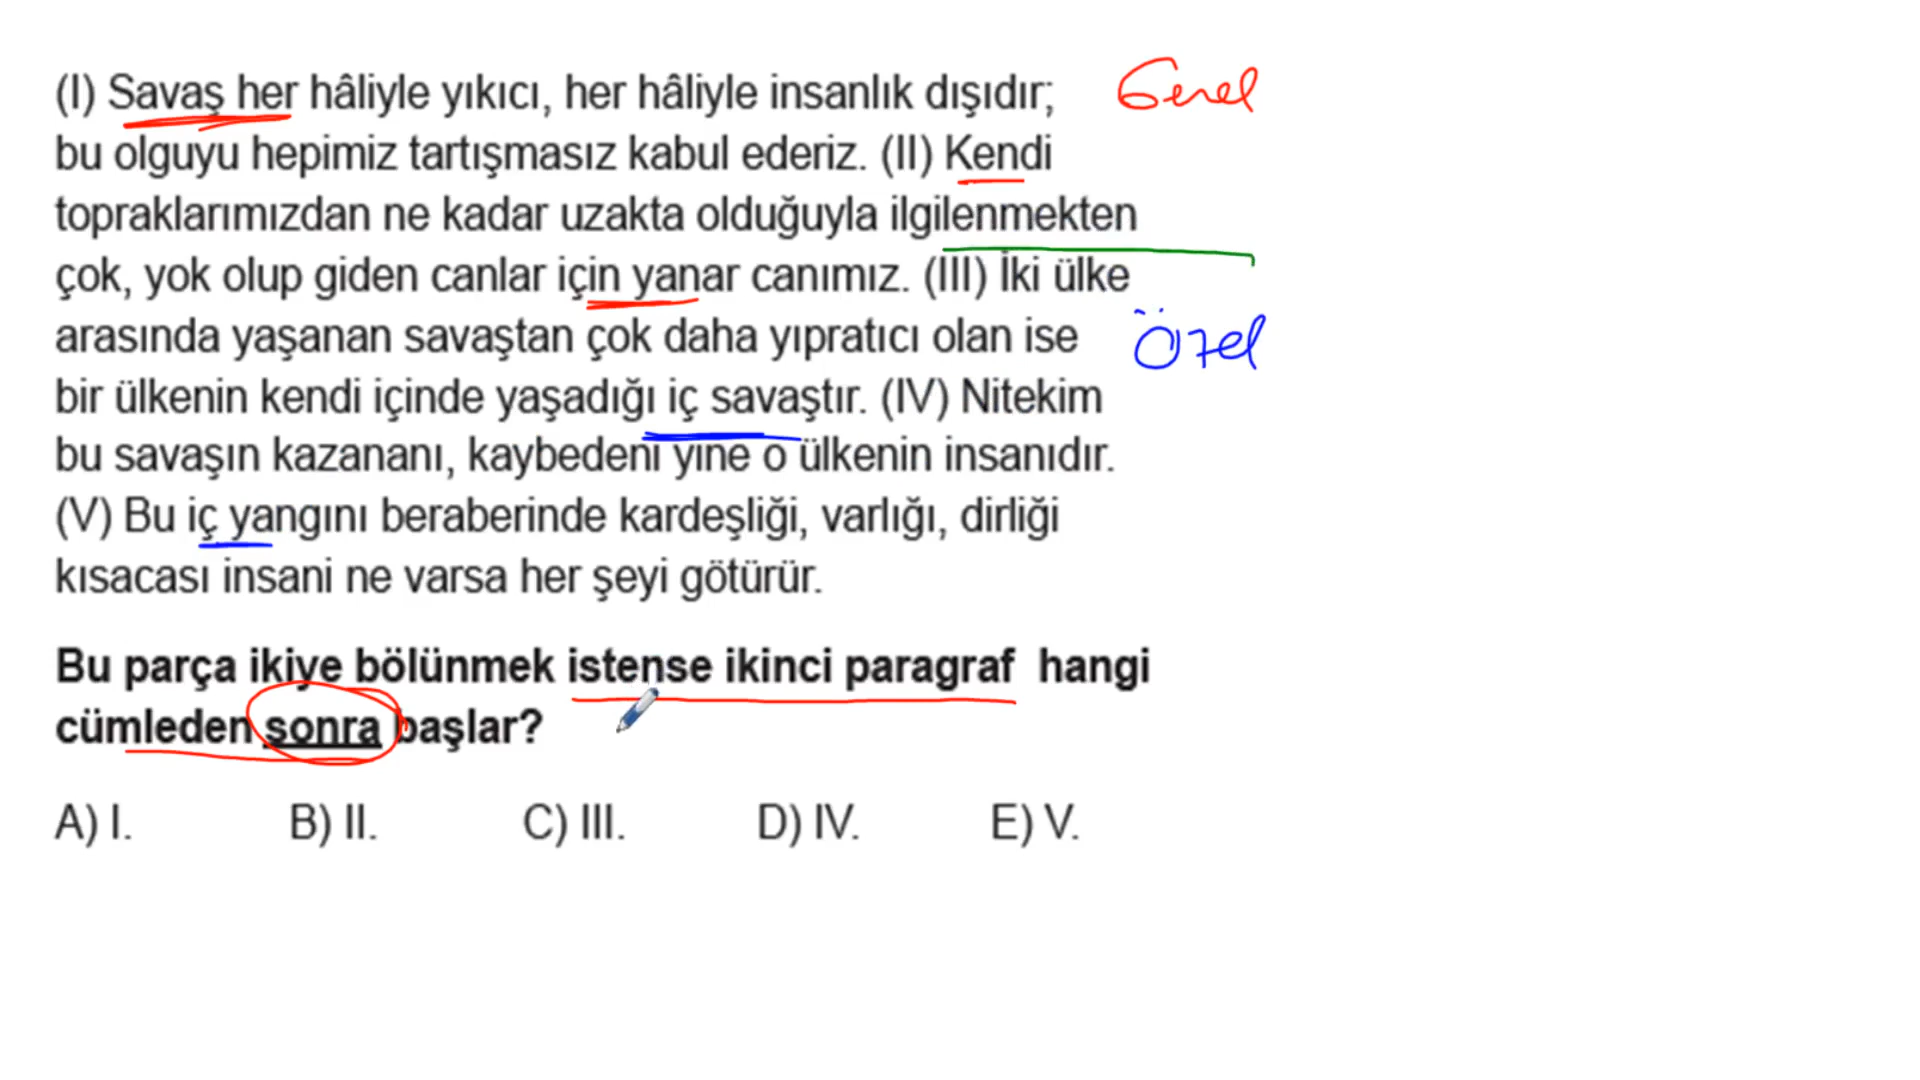 (I) Savaş her hâliyle yıkıcı, her hâliyle insanlık dışıdır; Genel
bu olguyu hepimiz tartışmasız kabul ederiz. (II) Kendi
topraklarımızdan ne kadar uzakta olduğuyla ilgilenmekten
çok, yok olup giden canlar için yanar canımız. (III) İki ülke
arasında yaşanan savaştan çok daha yıpratıcı olan ise Özel
bir ülkenin kendi içinde yaşadığı iç savaştır. (IV) Nitekim
bu savaşın kazananı, kaybedeni yine o ülkenin insanıdır.
(V) Bu iç yangını beraberinde kardeşliği, varlığı, dirliği
kısacası insani ne varsa her şeyi götürür.
Bu parça ikiye bölünmek istense ikinci paragraf hangi
cümleden sonra başlar?
A) I. B) II. C) III. D) IV. E) V.